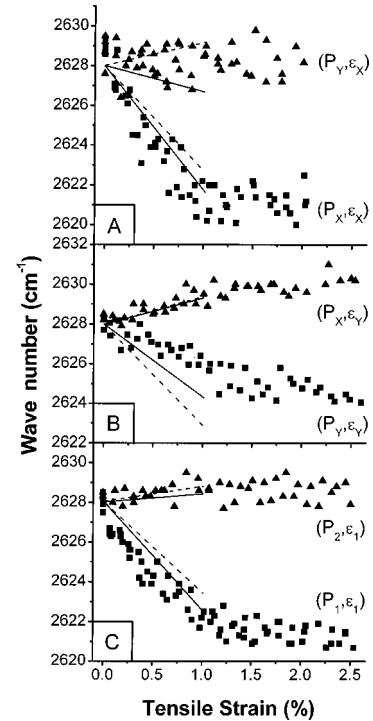 2630
2628
2626
2624
2622
2620
(P_Y,ε_X)
(P_X,ε_X)
A
2632
2630
2628
2626
2624
2622
(P_X,ε_Y)
(P_Y,ε_Y)
B
2630
2628
2626
2624
2622
2620
(P_2,ε_1)
(P_1,ε_1)
C
0.0 0.5 1.0 1.5 2.0 2.5
Tensile Strain (%)
Wave number (cm⁻¹)